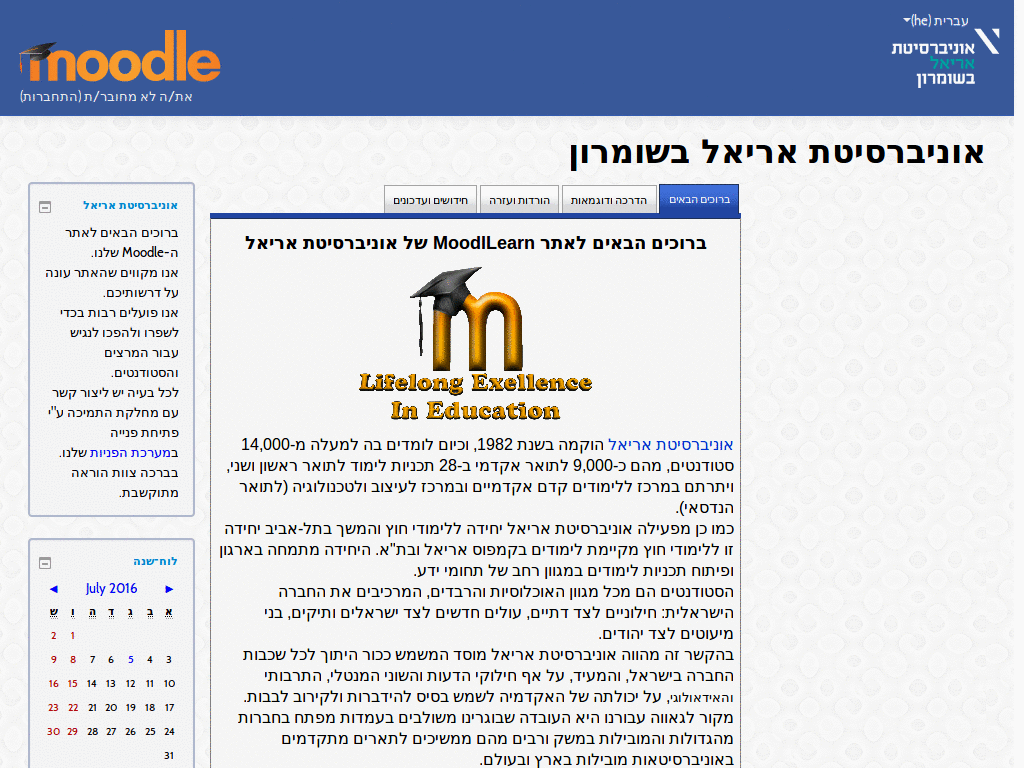 עברית (he)
אוניברסיטת
אריאל
בשומרון
moodle
את/ה לא מחובר/ת (התחברות)
אוניברסיטת אריאל בשומרון
ברוכים הבאים
הדרכה ודוגמאות
הורדות ועזרה
חידושים ועדכונים
ברוכים הבאים לאתר MoodlLearn של אוניברסיטת אריאל
m
Lifelong Exellence
In Education
אוניברסיטת אריאל הוקמה בשנת 1982, וכיום לומדים בה למעלה מ-14,000
סטודנטים, מהם כ-9,000 לתואר אקדמי ב-28 תכניות לימוד לתואר ראשון ושני,
ויתרתם במרכז ללימודים קדם אקדמיים ובמרכז לעיצוב ולטכנולוגיה (לתואר
הנדסאי).
כמו כן מפעילה אוניברסיטת אריאל יחידה ללימודי חוץ והמשך בתל-אביב יחידה
זו ללימודי חוץ מקיימת לימודים בקמפוס אריאל ובת"א. היחידה מתמחה בארגון
ופיתוח תכניות לימודים במגוון רחב של תחומי ידע.
הסטודנטים הם מכל מגוון האוכלוסיות והרבדים, המרכיבים את החברה
הישראלית: חילוניים לצד דתיים, עולים חדשים לצד ישראלים ותיקים, בני
מיעוטים לצד יהודים.
בהקשר זה מהווה אוניברסיטת אריאל מוסד המשמש ככור היתוך לכל שכבות
החברה בישראל, והמעיד, על אף חילוקי הדעות והשוני המנטלי, התרבותי
והאידאולוגי, על יכולתה של האקדמיה לשמש בסיס להידברות ולקירוב לבבות.
מקור לגאווה עבורנו היא העובדה שבוגרינו משולבים בעמדות מפתח בחברות
מהגדולות והמובילות במשק ורבים מהם ממשיכים לתארים מתקדמים
באוניברסיטאות מובילות בארץ ובעולם.
אוניברסיטת אריאל
ברוכים הבאים לאתר
ה-Moodle שלנו.
אנו מקווים שהאתר עונה
על דרשותיכם.
אנו פועלים רבות בכדי
לשפרו ולהפכו לנגיש
עבור המרצים
והסטודנטים.
לכל בעיה יש ליצור קשר
עם מחלקת התמיכה ע"י
פתיחת פנייה
במערכת הפניות שלנו.
בברכה צוות הוראה
מתוקשבת.
לוח־שנה
► July 2016 ◄
א ב ג ד ה ו ש
1 2
3 4 5 6 7 8 9
10 11 12 13 14 15 16
17 18 19 20 21 22 23
24 25 26 27 28 29 30
31